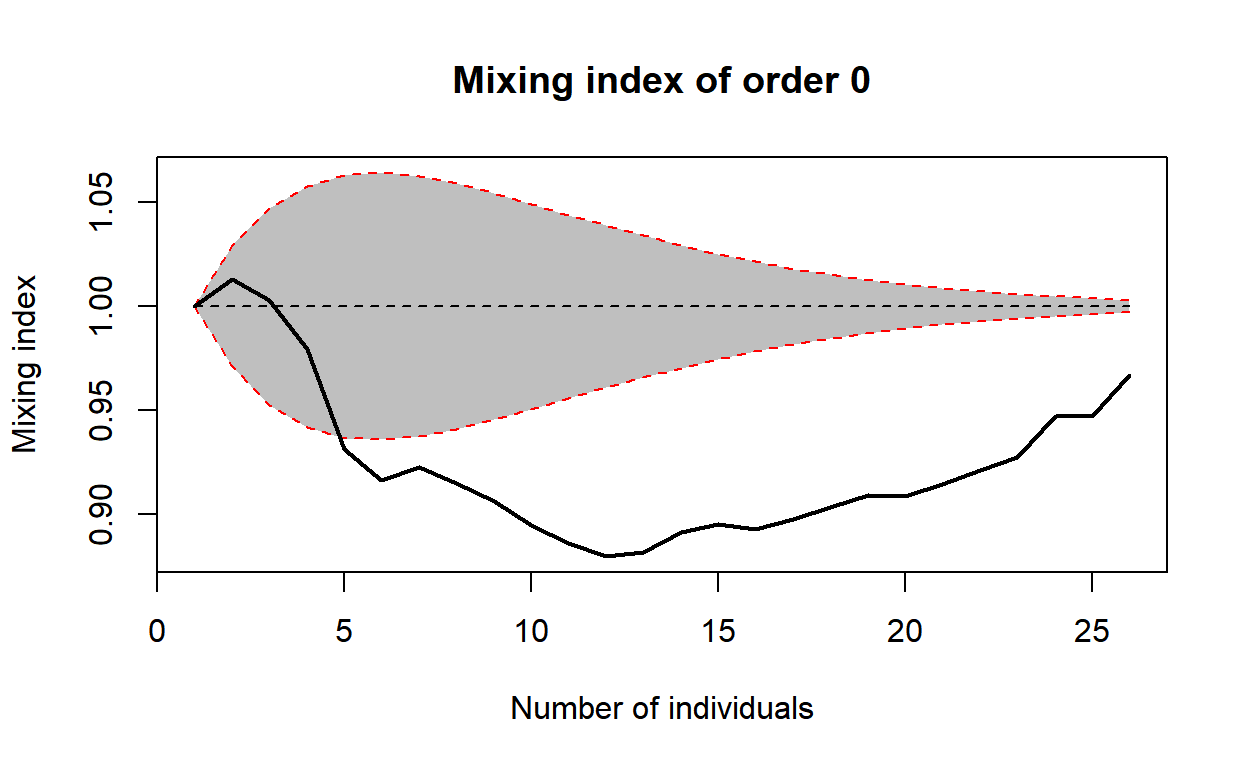 Mixing index of order 0
Mixing index
1.05
1.00
0.95
0.90
0 5 10 15 20 25
Number of individuals